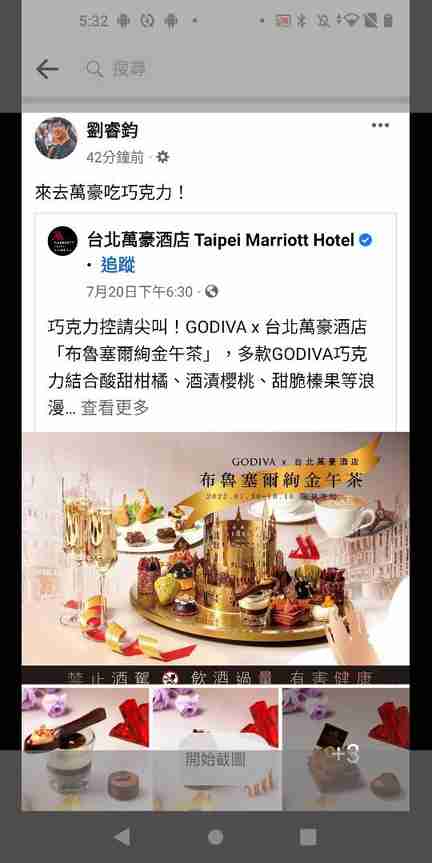 5:32
搜尋
劉睿鈞
42分鐘前 ·
來去萬豪吃巧克力！
台北萬豪酒店 Taipei Marriott Hotel
· 追蹤
7月20日下午6:30 ·
巧克力控請尖叫！GODIVA x 台北萬豪酒店
「布魯塞爾絢金午茶」，多款GODIVA巧克
力結合酸甜柑橘、酒漬櫻桃、甜脆榛果等浪
漫... 查看更多
GODIVA x 台北萬豪酒店
布魯塞爾絢金午茶
禁止酒駕 飲酒過量 有害健康
開始截圖
+3